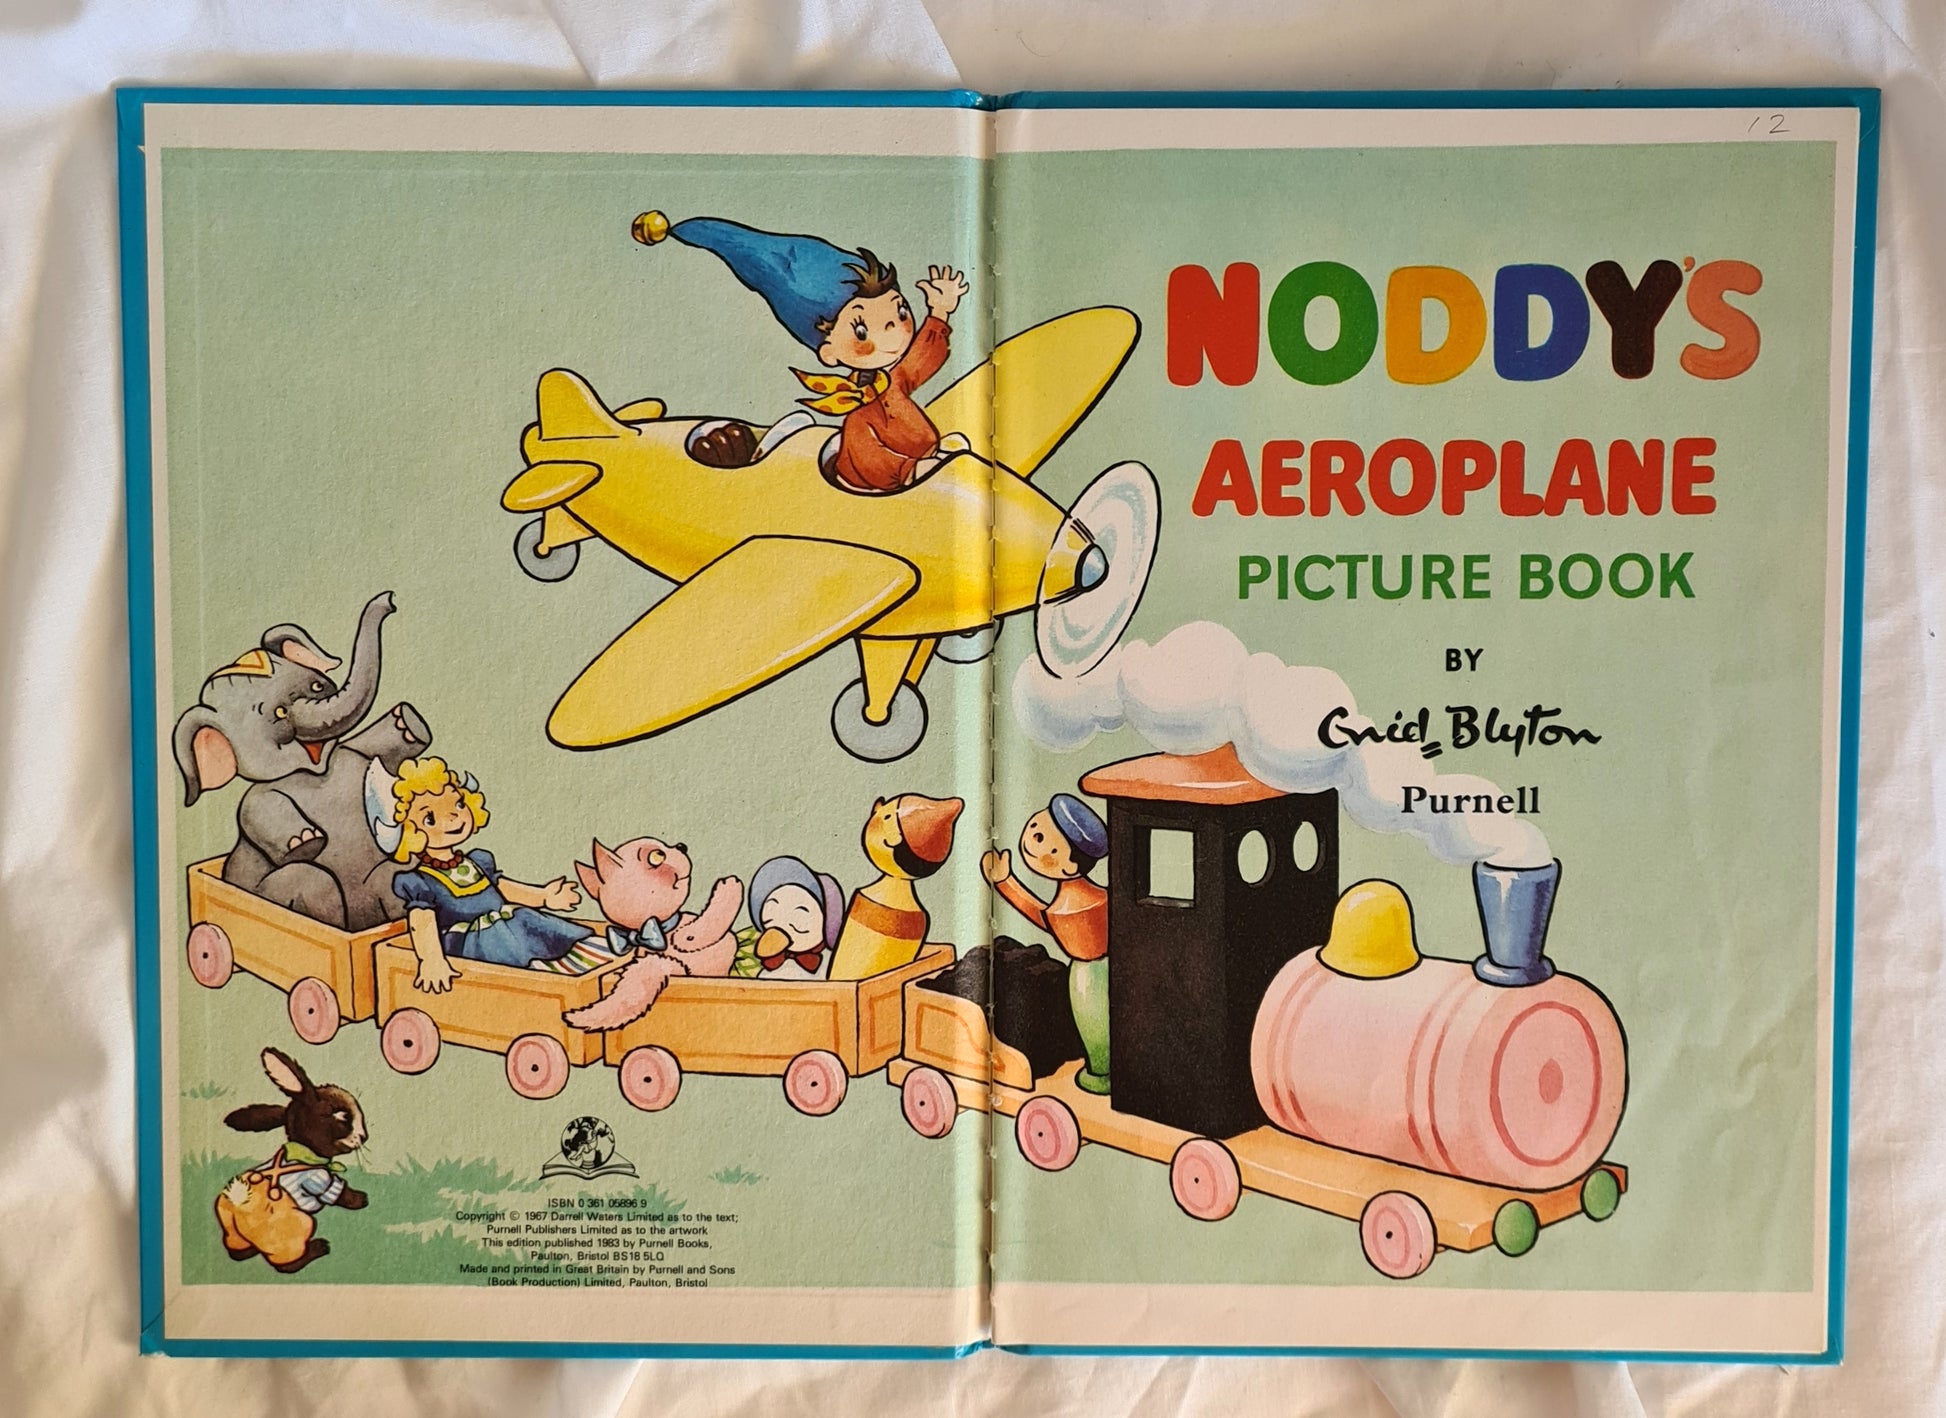 ISBN 0 361 05896 9
Copyright © 1967 Darrell Waters Limited as to the text;
Purnell Publishers Limited as to the artwork
This edition published 1983 by Purnell Books,
Paulton, Bristol BS18 5LQ
Made and printed in Great Britain by Purnell and Sons
(Book Production) Limited, Paulton, Bristol
12
NODDY'S
AEROPLANE
PICTURE BOOK
BY
Enid Blyton
Purnell